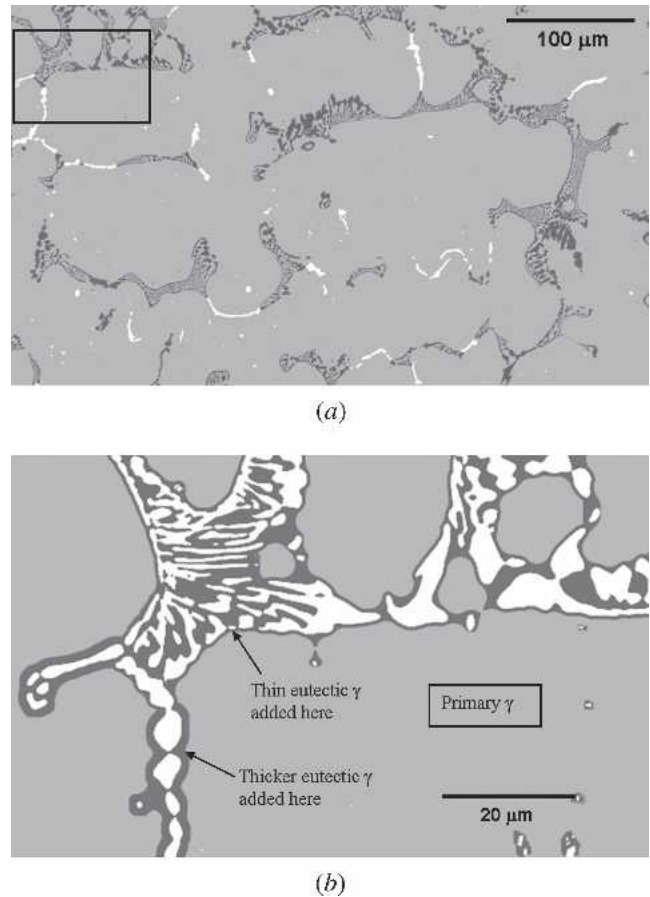 100 μm
(a)
Thin eutectic γ
added here
Primary γ
Thicker eutectic γ
added here
20 μm
(b)